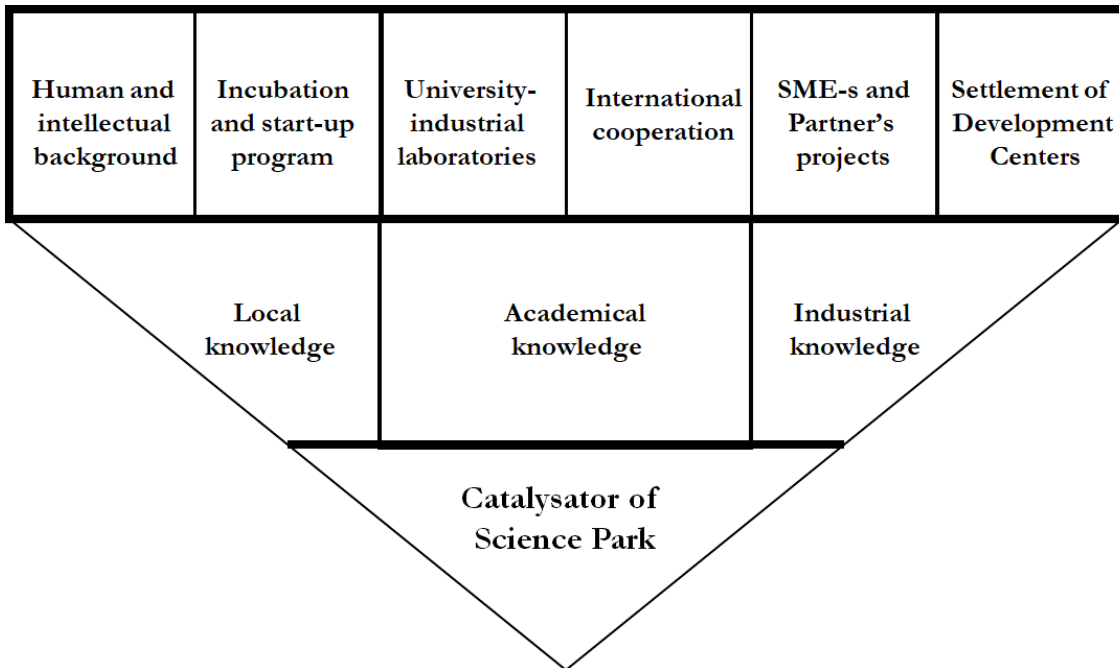 Human and
intellectual
background
Incubation
and start-up
program
University-
industrial
laboratories
International
cooperation
SME-s and
Partner’s
projects
Settlement of
Development
Centers
Local
knowledge
Academical
knowledge
Industrial
knowledge
Catalysator of
Science Park